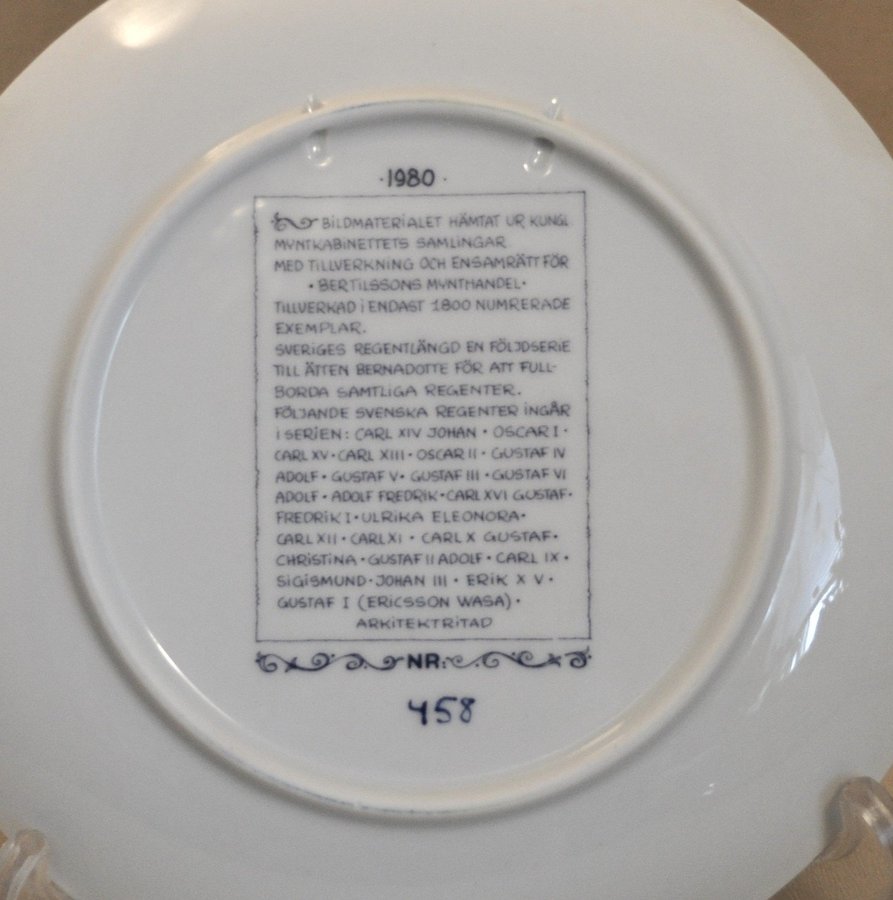 ·1980·
BILDMATERIALET HÄMTAT UR KUNGL.
MYNTKABINETTETS SAMLINGAR
MED TILLVERKNING OCH ENSAMRÄTT FÖR
• BERTILSSONS MYNTHANDEL •
TILLVERKAD I ENDAST 1800 NUMRERADE
EXEMPLAR.
SVERIGES REGENTLÄNGD EN FÖLJDSERIE
TILL ÄTTEN BERNADOTTE FÖR ATT FULL-
BORDA SAMTLIGA REGENTER.
FÖLJANDE SVENSKA REGENTER INGÅR
I SERIEN: CARL XIV JOHAN • OSCAR I •
CARL XV • CARL XIII • OSCAR II • GUSTAF IV
ADOLF • GUSTAF V • GUSTAF III • GUSTAF VI
ADOLF • ADOLF FREDRIK • CARL XVI GUSTAF •
FREDRIK I • ULRIKA ELEONORA •
CARL XII • CARL XI • CARL X GUSTAF •
CHRISTINA • GUSTAF II ADOLF • CARL IX •
SIGISMUND • JOHAN III • ERIK X V •
GUSTAF I (ERICSSON WASA) •
ARKITEKTRITAD
NR:
458